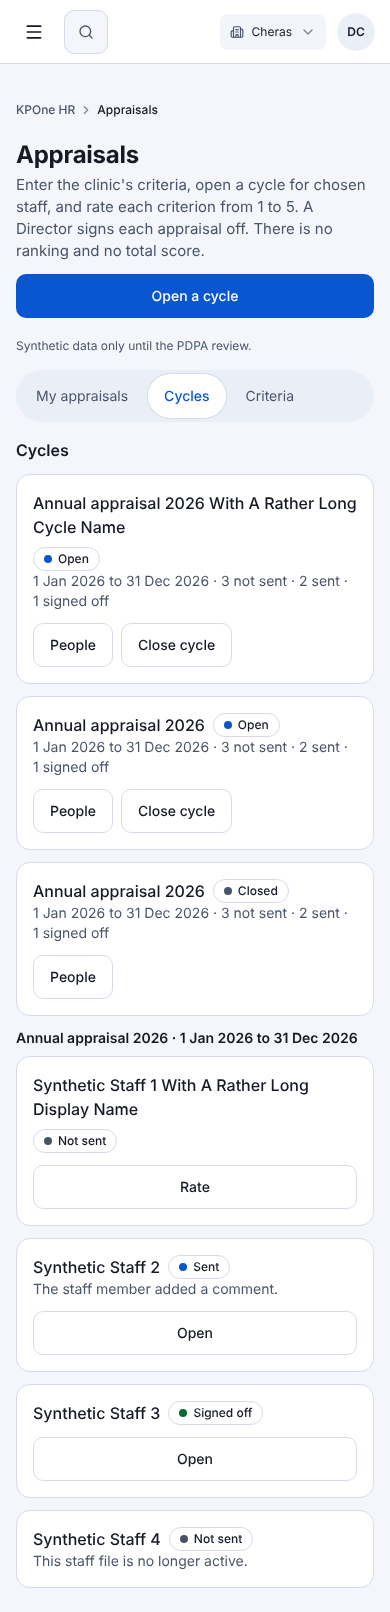 Cheras
DC
KPOne HR > Appraisals
Appraisals
Enter the clinic's criteria, open a cycle for chosen
staff, and rate each criterion from 1 to 5. A
Director signs each appraisal off. There is no
ranking and no total score.
Open a cycle
Synthetic data only until the PDPA review.
My appraisals Cycles Criteria
Cycles
Annual appraisal 2026 With A Rather Long
Cycle Name
Open
1 Jan 2026 to 31 Dec 2026 · 3 not sent · 2 sent ·
1 signed off
People Close cycle
Annual appraisal 2026 Open
1 Jan 2026 to 31 Dec 2026 · 3 not sent · 2 sent ·
1 signed off
People Close cycle
Annual appraisal 2026 Closed
1 Jan 2026 to 31 Dec 2026 · 3 not sent · 2 sent ·
1 signed off
People
Annual appraisal 2026 · 1 Jan 2026 to 31 Dec 2026
Synthetic Staff 1 With A Rather Long
Display Name
Not sent
Rate
Synthetic Staff 2 Sent
The staff member added a comment.
Open
Synthetic Staff 3 Signed off
Open
Synthetic Staff 4 Not sent
This staff file is no longer active.